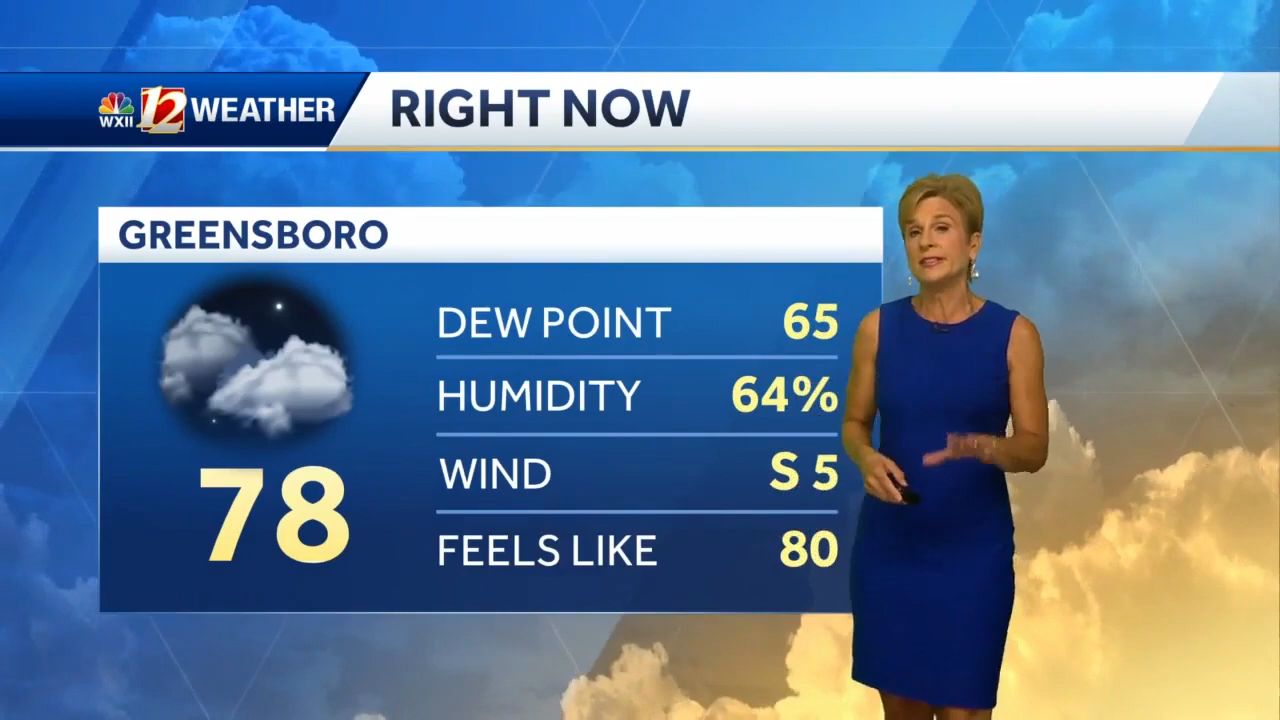 WXII 12 WEATHER
RIGHT NOW
GREENSBORO
78
DEW POINT 65
HUMIDITY 64%
WIND S 5
FEELS LIKE 80